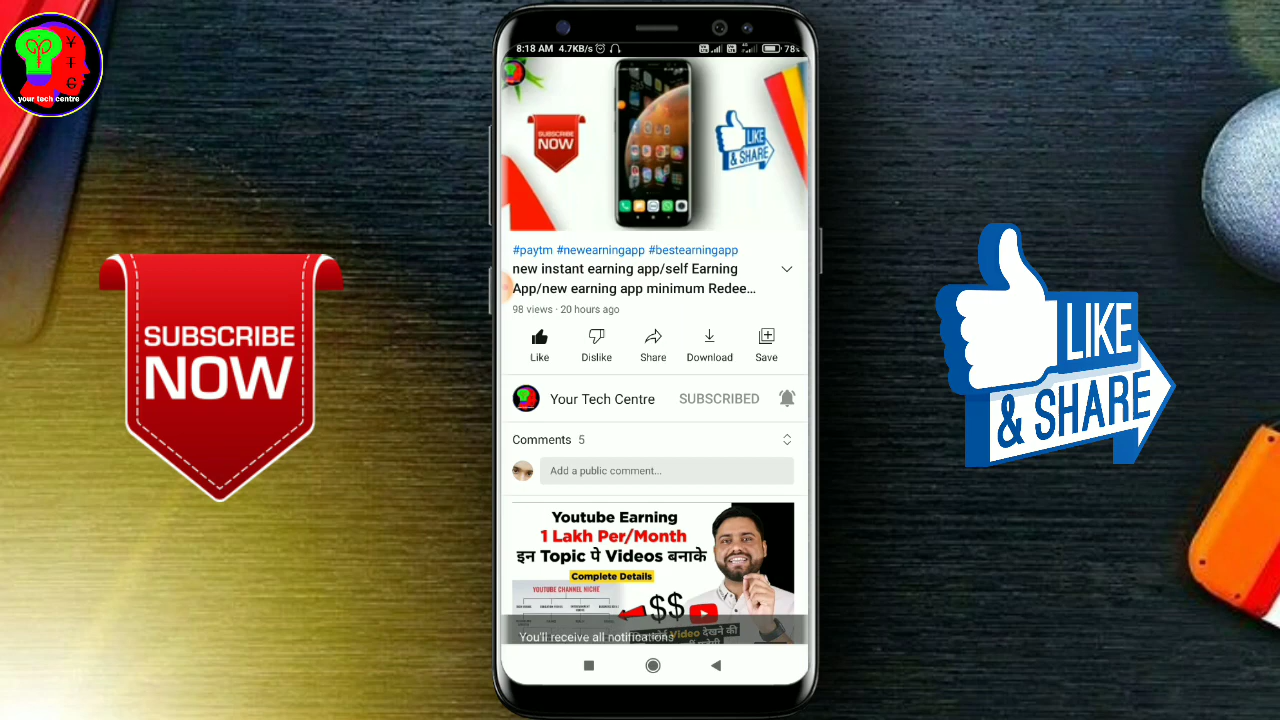 ¥
T
C
your tech centre
SUBSCRIBE
NOW
8:18 AM 4.7KB/s
78
SUBSCRIBE
NOW
LIKE
& SHARE
#paytm #newearningapp #bestearningapp
new instant earning app/self Earning
App/new earning app minimum Redee...
98 views · 20 hours ago
Like Dislike Share Download Save
Your Tech Centre SUBSCRIBED
Comments 5
Add a public comment...
Youtube Earning
1 Lakh Per/Month
इन Topic पे Videos बनाके
Complete Details
YOUTUBE CHANNEL NICHE
$$
Video देखने की
You'll receive all notifications
LIKE
& SHARE